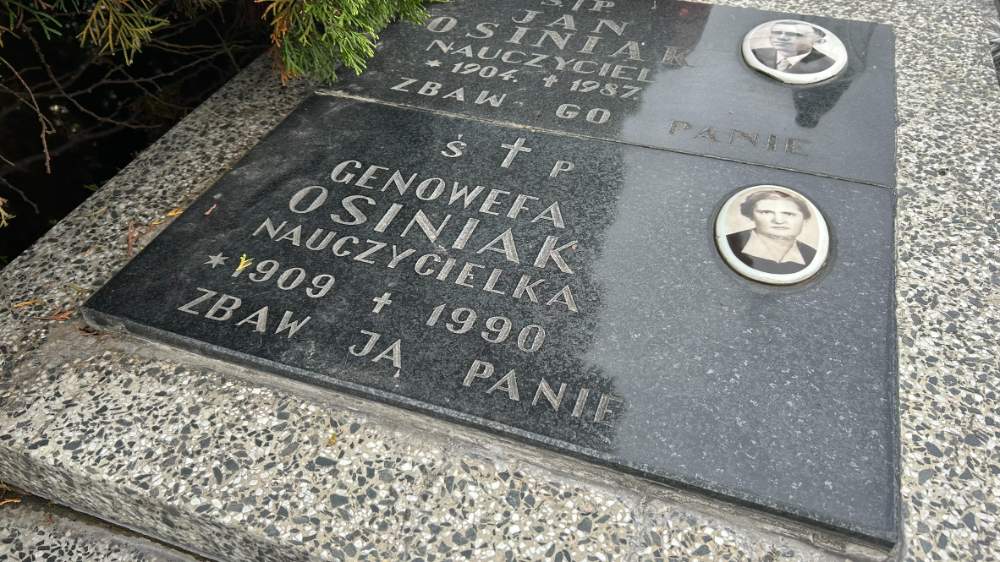 Ś P
JAN
OSINIAK
NAUCZYCIEL
* 1904. † 1987.
ZBAW GO PANIE
Ś † P
GENOWEFA
OSINIAK
NAUCZYCIELKA
* 1909 † 1990
ZBAW JĄ PANIE